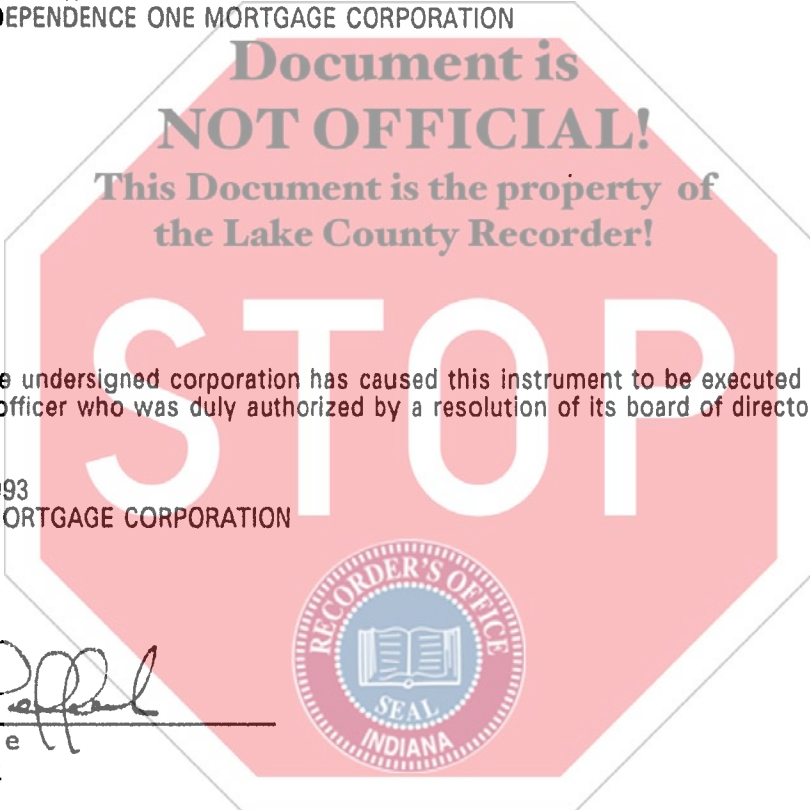 EPENDENCE ONE MORTGAGE CORPORATION
Document is
NOT OFFICIAL!
This Document is the property of
the Lake County Recorder!
STOP
e undersigned corporation has caused this instrument to be executed
officer who was duly authorized by a resolution of its board of directo
93
ORTGAGE CORPORATION
RECORDER'S OFFICE
SEAL
INDIANA
e